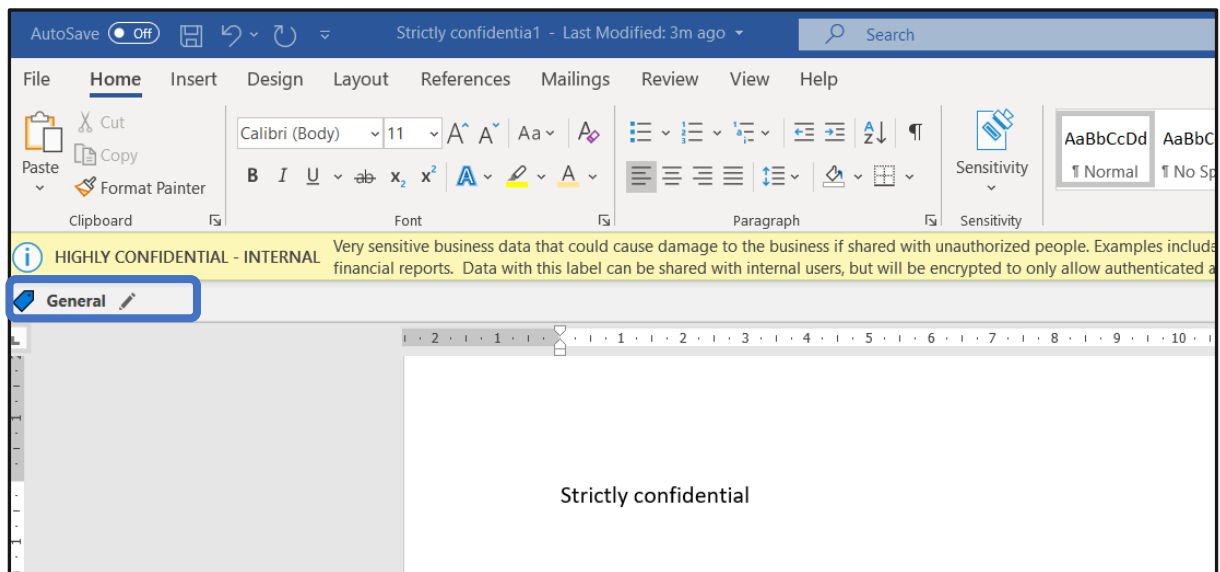 AutoSave Off Strictly confidentia1 - Last Modified: 3m ago Search
File Home Insert Design Layout References Mailings Review View Help
Paste
Cut
Copy
Format Painter
Clipboard
Calibri (Body) 11 A A Aa A
B I U ab x2 x2 A A
Font
Paragraph
Sensitivity
Sensitivity
AaBbCcDd AaBbC
¶ Normal ¶ No Sp
HIGHLY CONFIDENTIAL - INTERNAL
Very sensitive business data that could cause damage to the business if shared with unauthorized people. Examples include
financial reports. Data with this label can be shared with internal users, but will be encrypted to only allow authenticated a
General
2 1 1 2 3 4 5 6 7 8 9 10
Strictly confidential